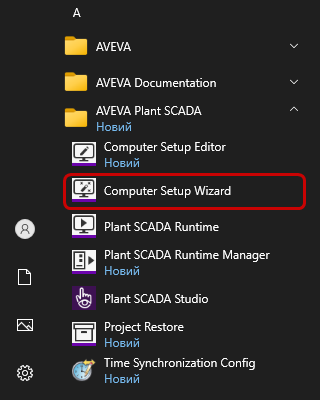 A
AVEVA
AVEVA Documentation
AVEVA Plant SCADA
Новий
Computer Setup Editor
Новий
Computer Setup Wizard
Plant SCADA Runtime
Plant SCADA Runtime Manager
Новий
Plant SCADA Studio
Project Restore
Новий
Time Synchronization Config
Новий